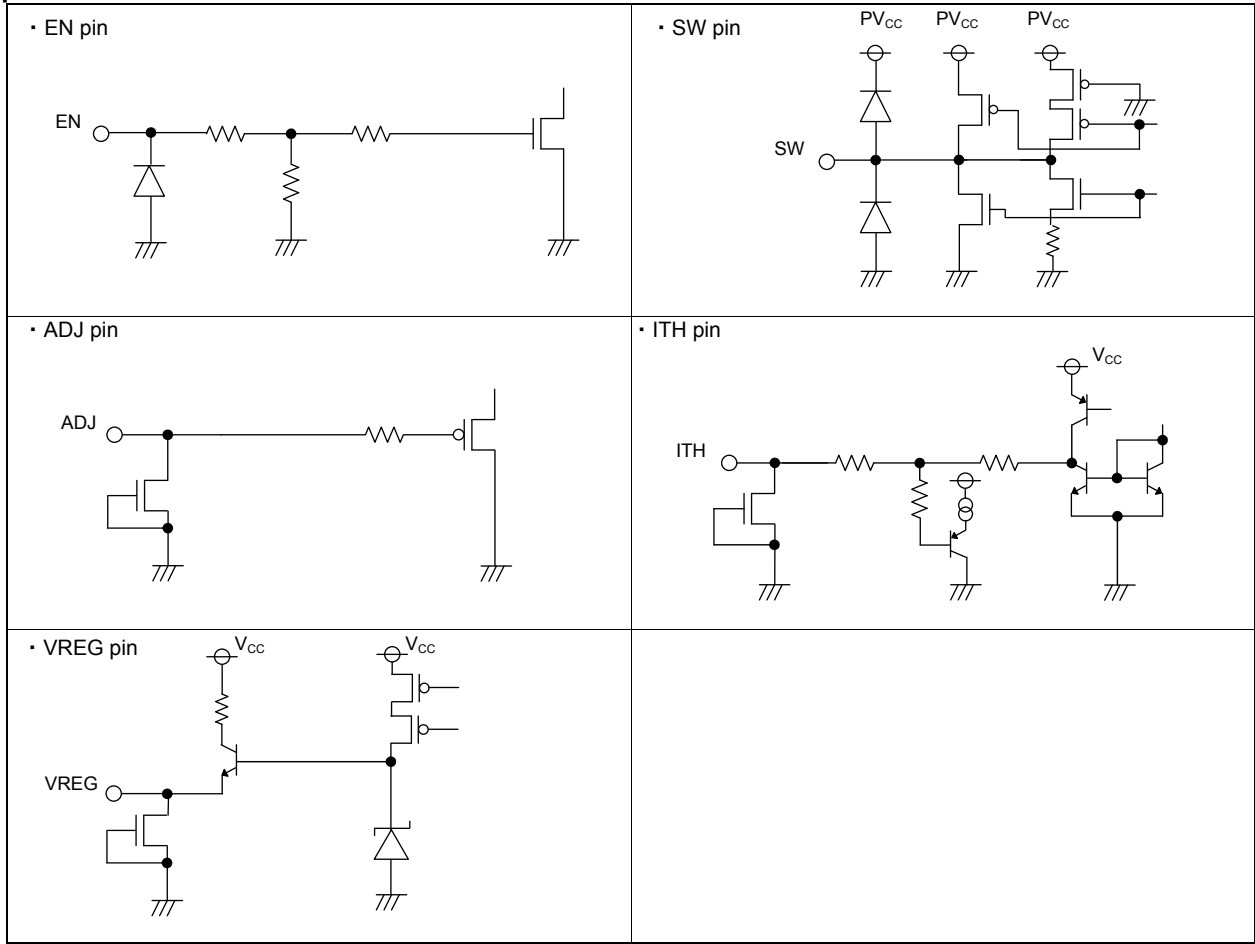 ・EN pin
EN
・SW pin
PVCC PVCC PVCC
SW
・ADJ pin
ADJ
・ITH pin
VCC
ITH
・VREG pin
VCC VCC
VREG